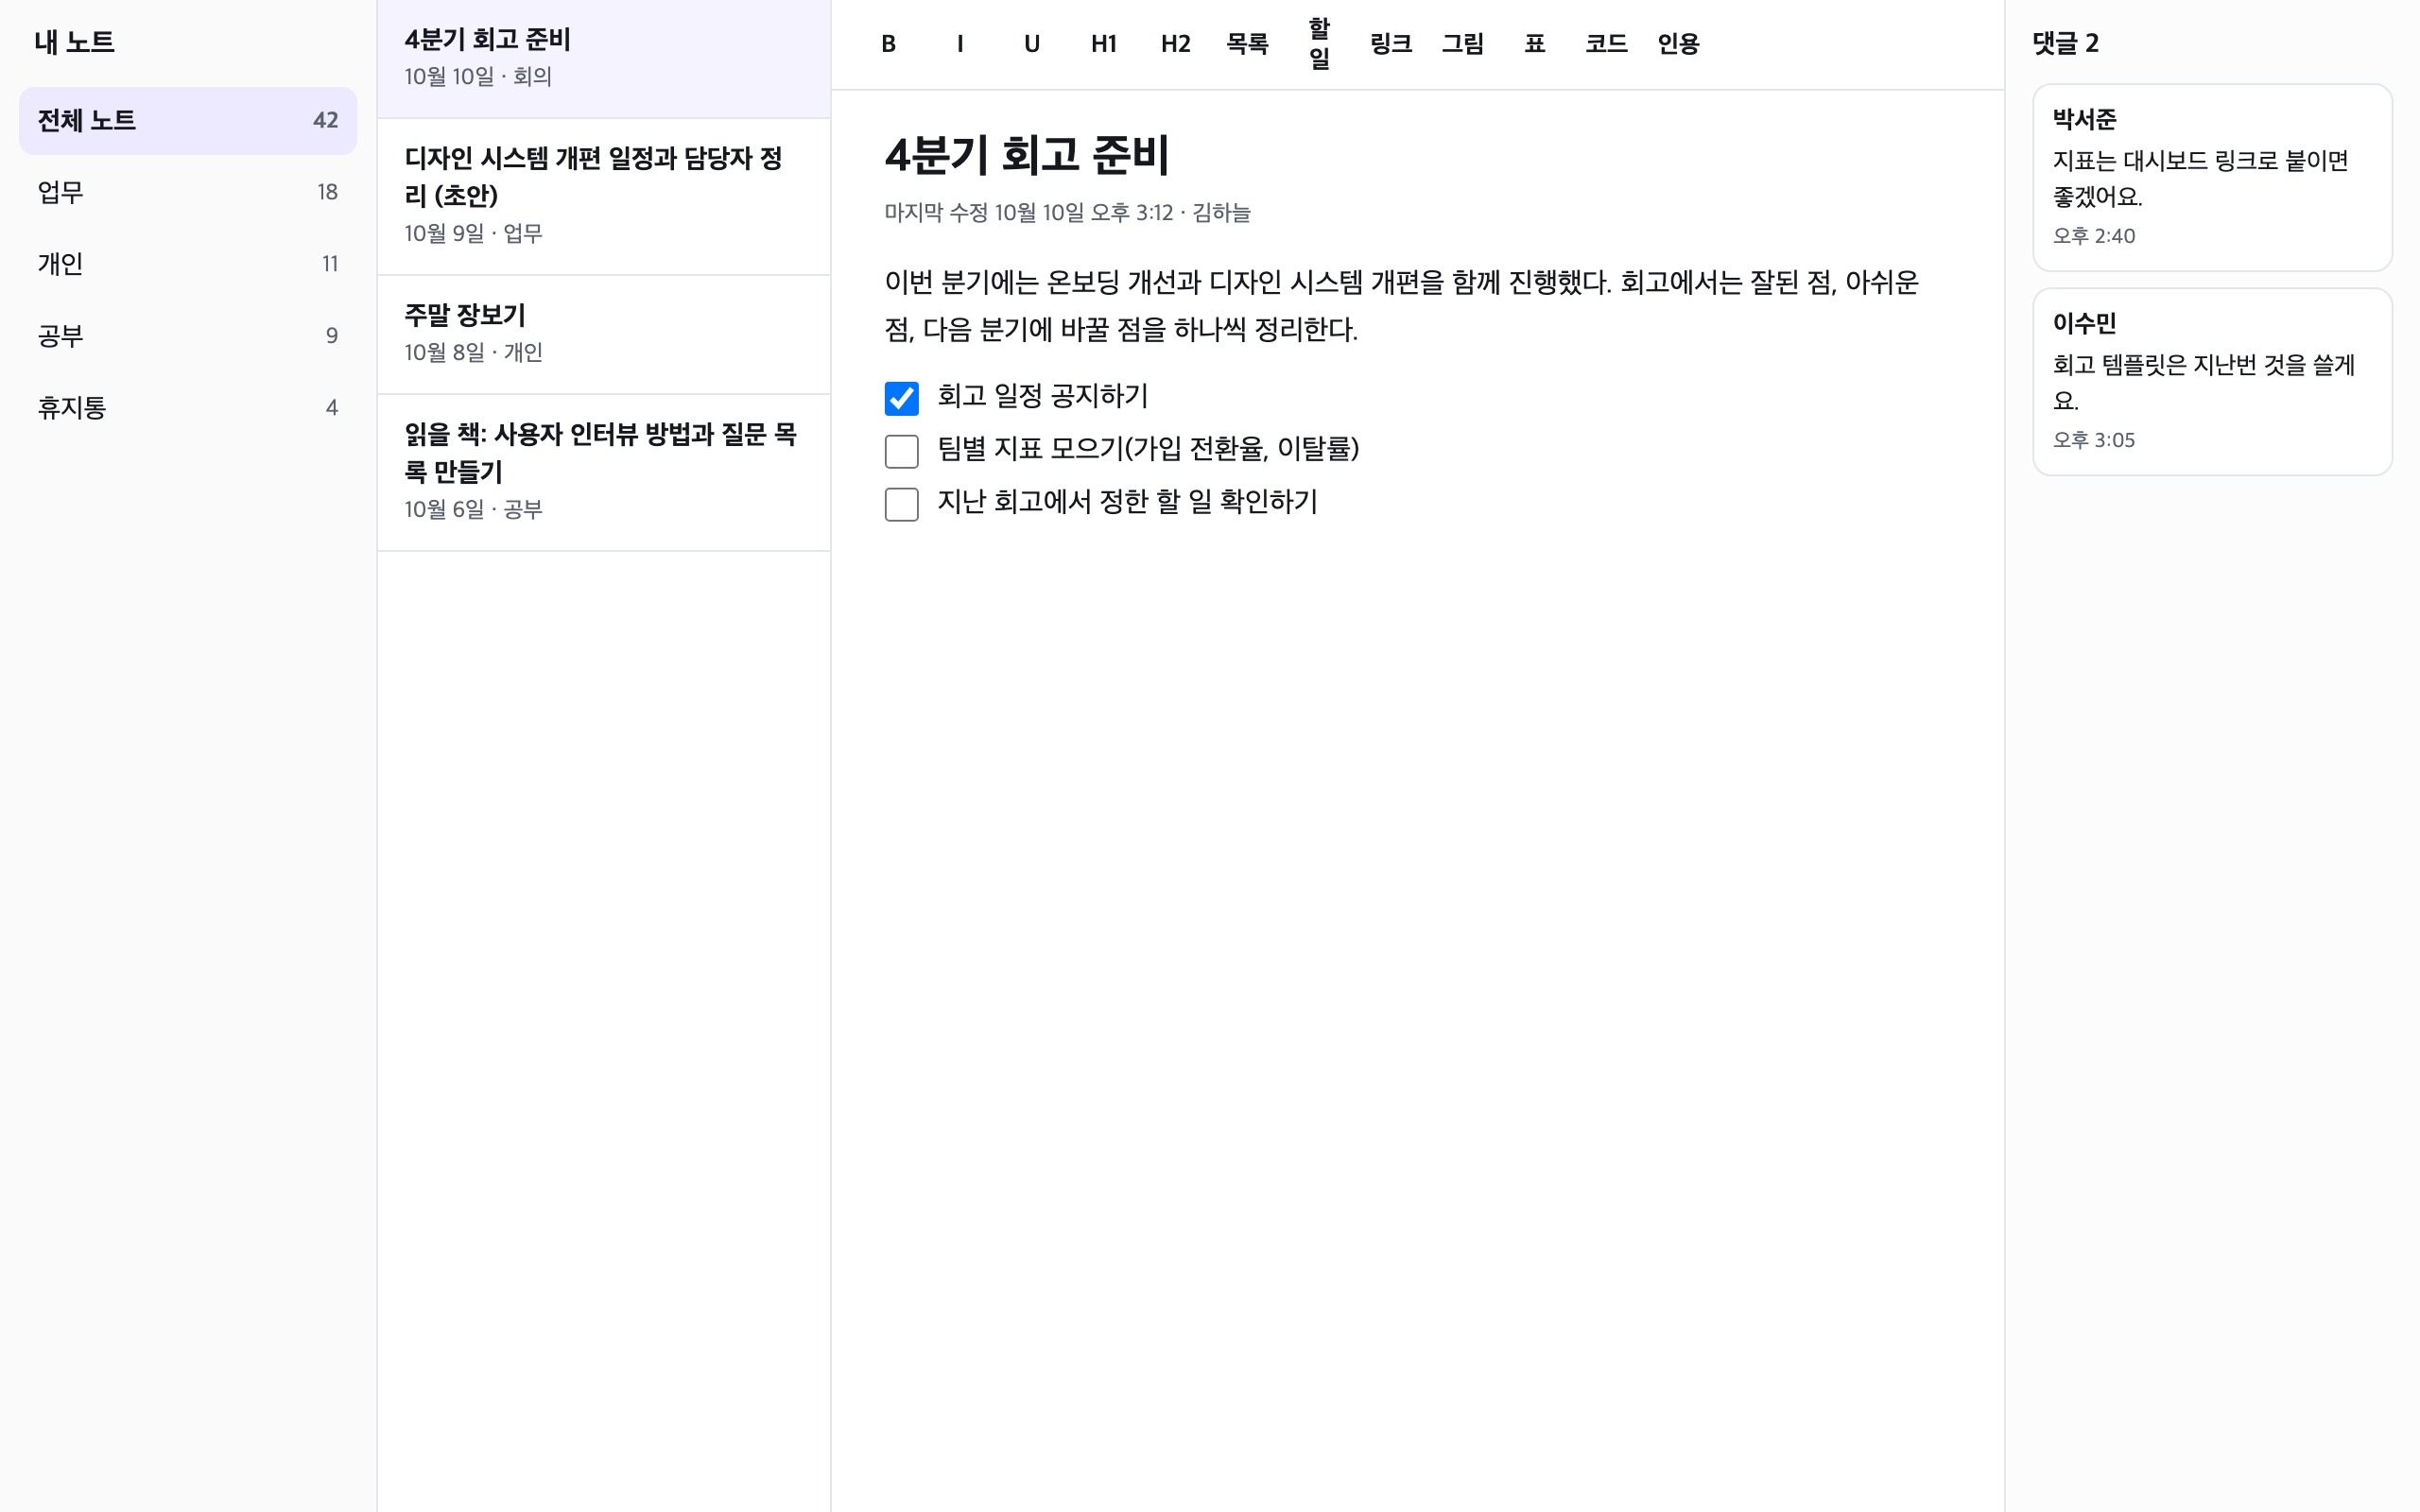 내 노트
전체 노트 42
업무 18
개인 11
공부 9
휴지통 4
4분기 회고 준비
10월 10일 · 회의
디자인 시스템 개편 일정과 담당자 정
리 (초안)
10월 9일 · 업무
주말 장보기
10월 8일 · 개인
읽을 책: 사용자 인터뷰 방법과 질문 목
록 만들기
10월 6일 · 공부
B I U H1 H2 목록 할 일 링크 그림 표 코드 인용
4분기 회고 준비
마지막 수정 10월 10일 오후 3:12 · 김하늘
이번 분기에는 온보딩 개선과 디자인 시스템 개편을 함께 진행했다. 회고에서는 잘된 점, 아쉬운
점, 다음 분기에 바꿀 점을 하나씩 정리한다.
회고 일정 공지하기
팀별 지표 모으기(가입 전환율, 이탈률)
지난 회고에서 정한 할 일 확인하기
댓글 2
박서준
지표는 대시보드 링크로 붙이면
좋겠어요.
오후 2:40
이수민
회고 템플릿은 지난번 것을 쓸게
요.
오후 3:05